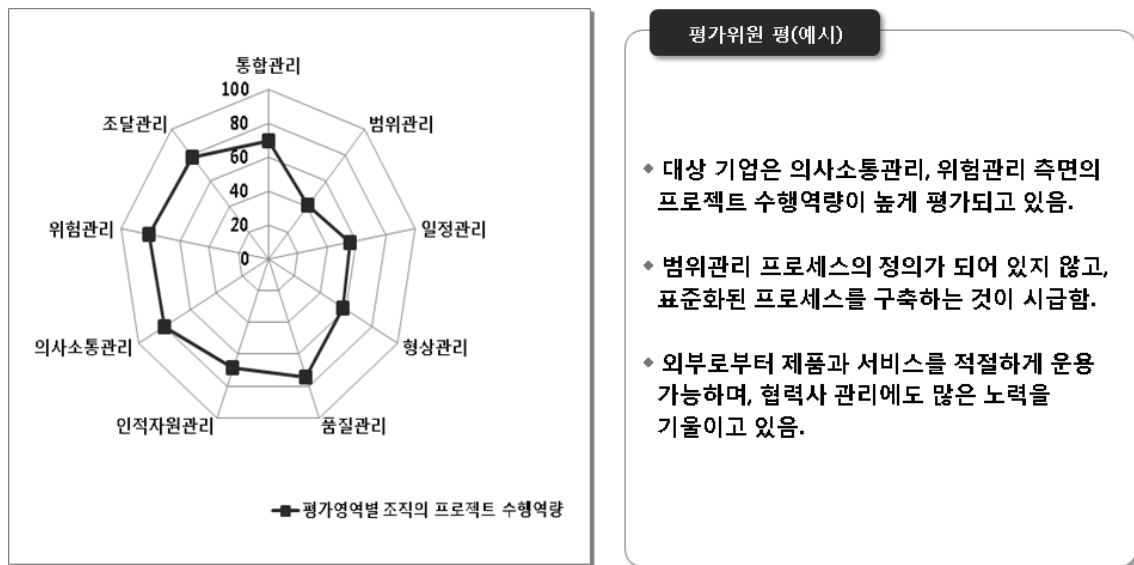 통합관리
100
조달관리
80
범위관리
60
40
위험관리
20
일정관리
0
의사소통관리
형상관리
인적자원관리
품질관리
평가영역별 조직의 프로젝트 수행역량
평가위원 평(예시)
대상 기업은 의사소통관리, 위험관리 측면의
프로젝트 수행역량이 높게 평가되고 있음.
범위관리 프로세스의 정의가 되어 있지 않고,
표준화된 프로세스를 구축하는 것이 시급함.
외부로부터 제품과 서비스를 적절하게 운용
가능하며, 협력사 관리에도 많은 노력을
기울이고 있음.